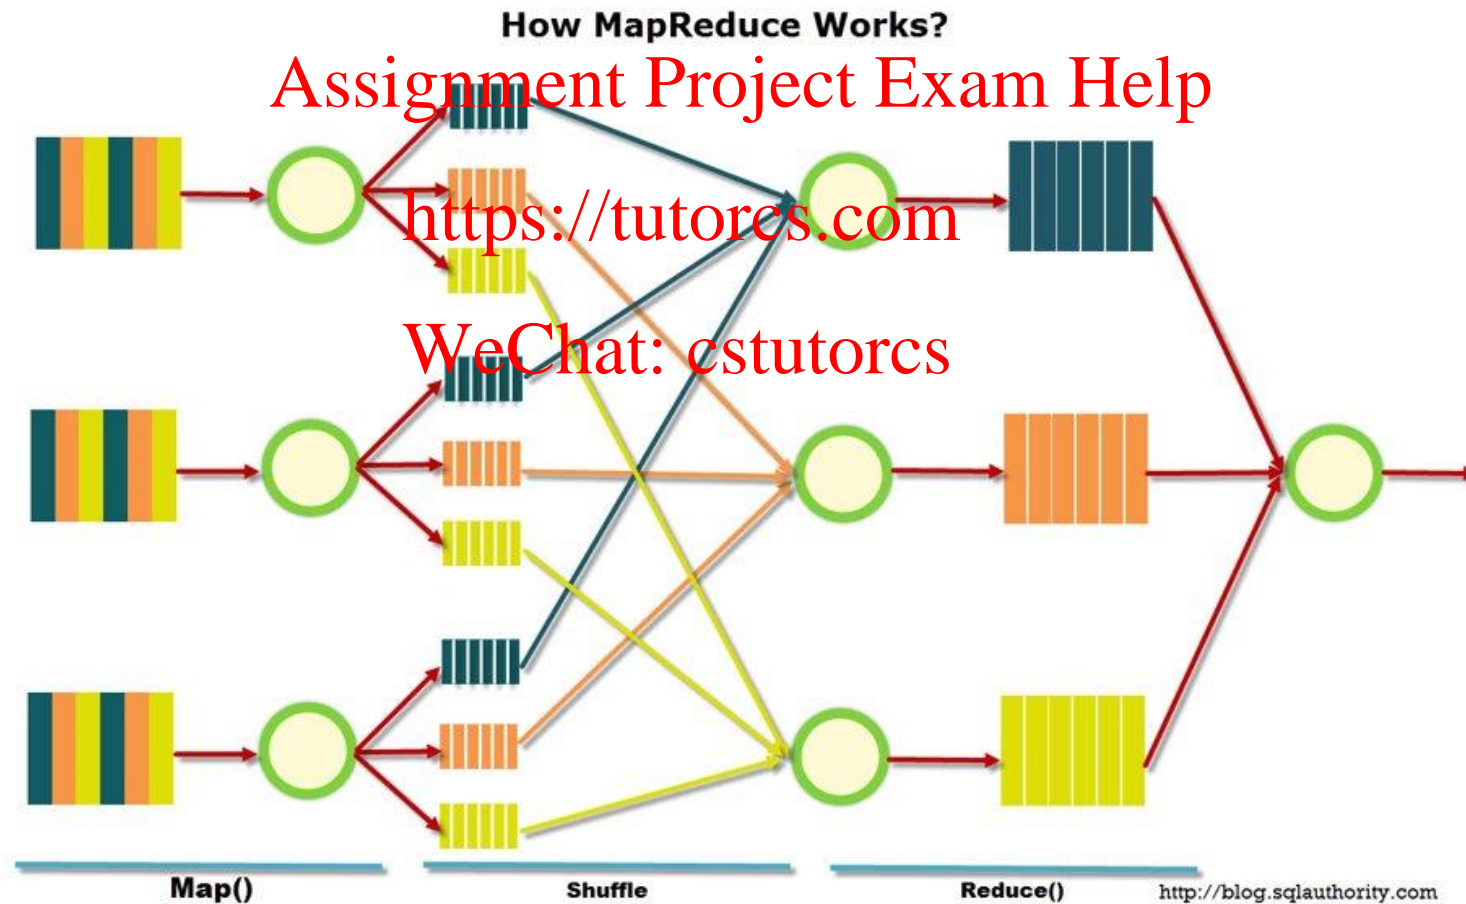 How MapReduce Works?
Assignment Project Exam Help
https://tutorcs.com
WeChat: cstutorcs
Map()
Shuffle
Reduce()
http://blog.sqlauthority.com